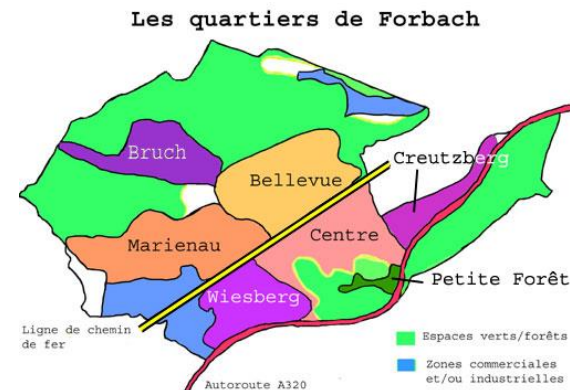 Les quartiers de Forbach
Bruch
Creutzberg
Bellevue
Marienau
Centre
Petite Forêt
Wiesberg
Ligne de chemin
de fer
Espaces verts/forêts
Zones commerciales
et/ou industrielles
Autoroute A320